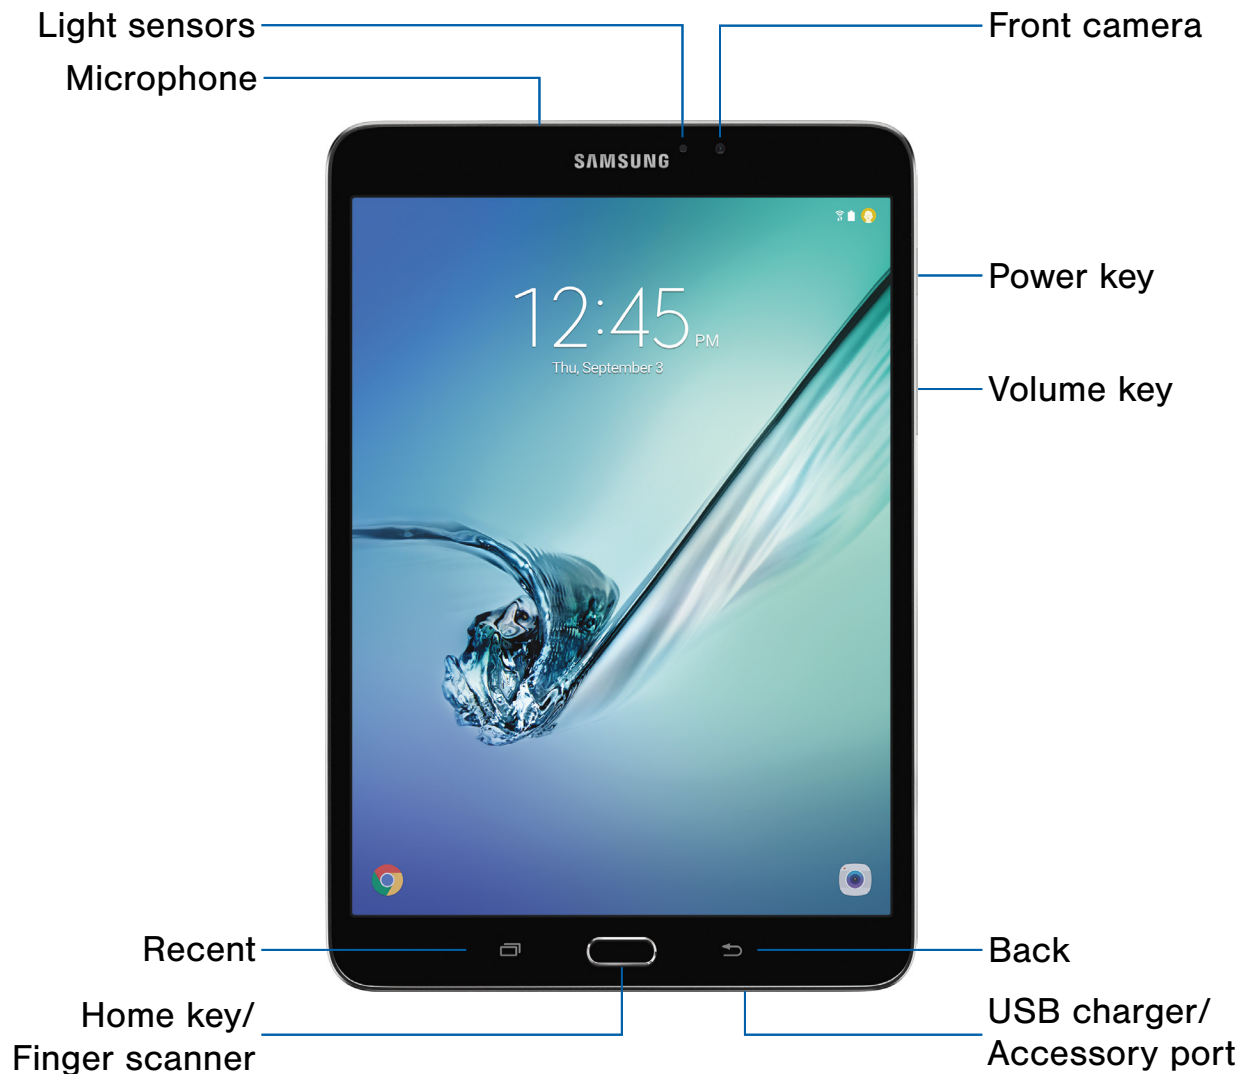 Light sensors
Front camera
Microphone
SAMSUNG
Power key
12:45 PM
Thu, September 3
Volume key
Recent
Back
Home key/
Finger scanner
USB charger/
Accessory port